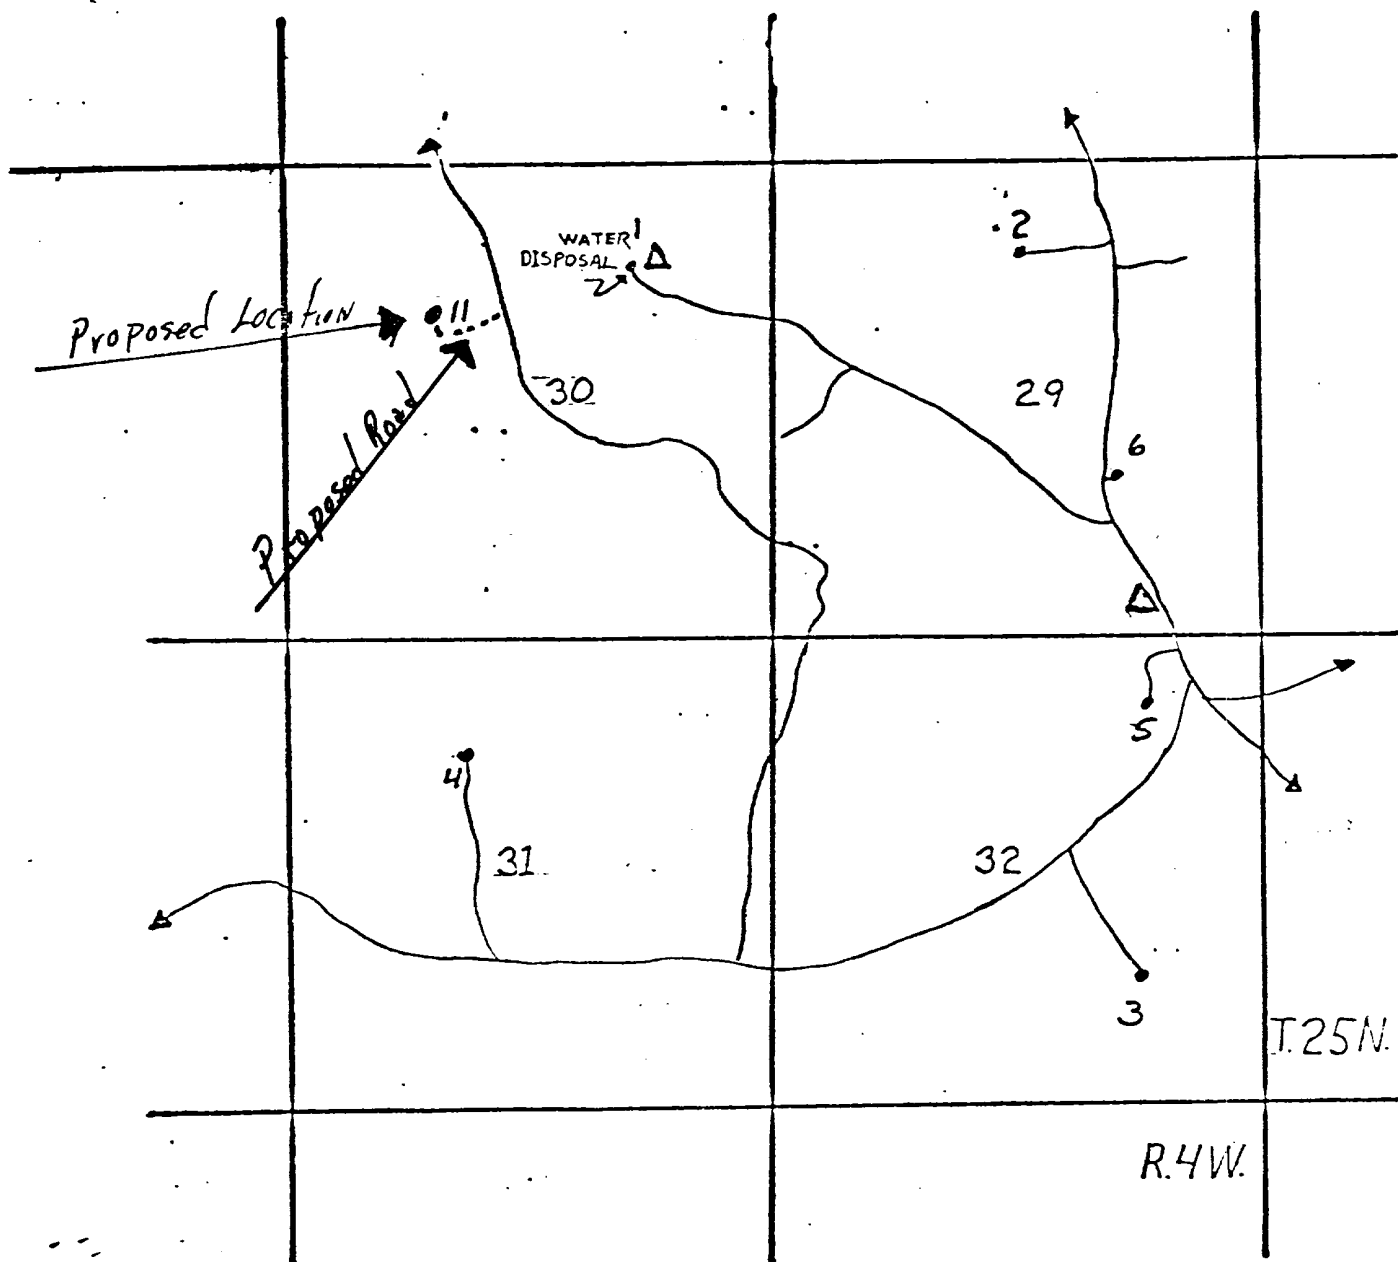 2
WATER 1
DISPOSAL
Proposed Location
11
30
29
Proposed Road
6
5
4
31
32
3
T.25N.
R.4W.